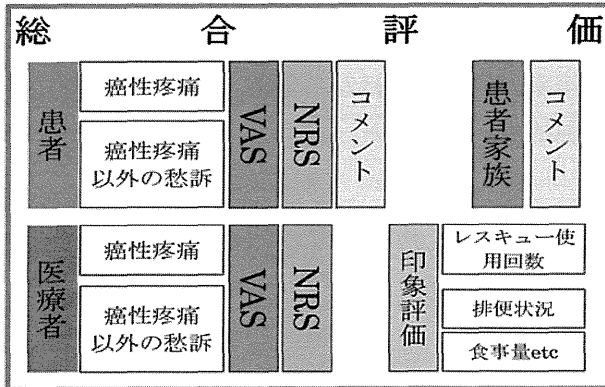 総合評価
患者
癌性疼痛
癌性疼痛
以外の愁訴
VAS
NRS
コメント
患者家族
コメント
医療者
癌性疼痛
癌性疼痛
以外の愁訴
VAS
NRS
印象評価
レスキュー使
用回数
排便状況
食事量etc